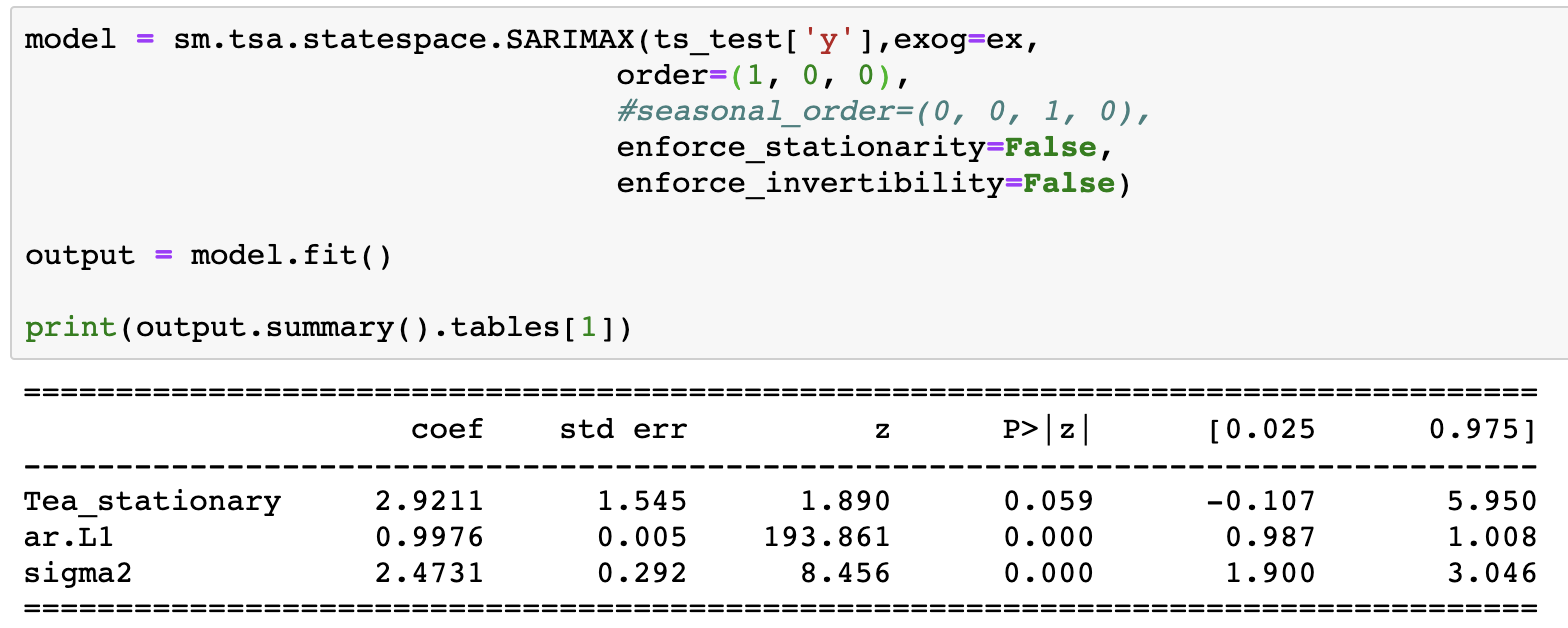 model = sm.tsa.statespace.SARIMAX(ts_test['y'],exog=ex,
order=(1, 0, 0),
#seasonal_order=(0, 0, 1, 0),
enforce_stationarity=False,
enforce_invertibility=False)
output = model.fit()
print(output.summary().tables[1])
==================================================================================
coef std err z P>|z| [0.025 0.975]
----------------------------------------------------------------------------------
Tea_stationary 2.9211 1.545 1.890 0.059 -0.107 5.950
ar.L1 0.9976 0.005 193.861 0.000 0.987 1.008
sigma2 2.4731 0.292 8.456 0.000 1.900 3.046
==================================================================================